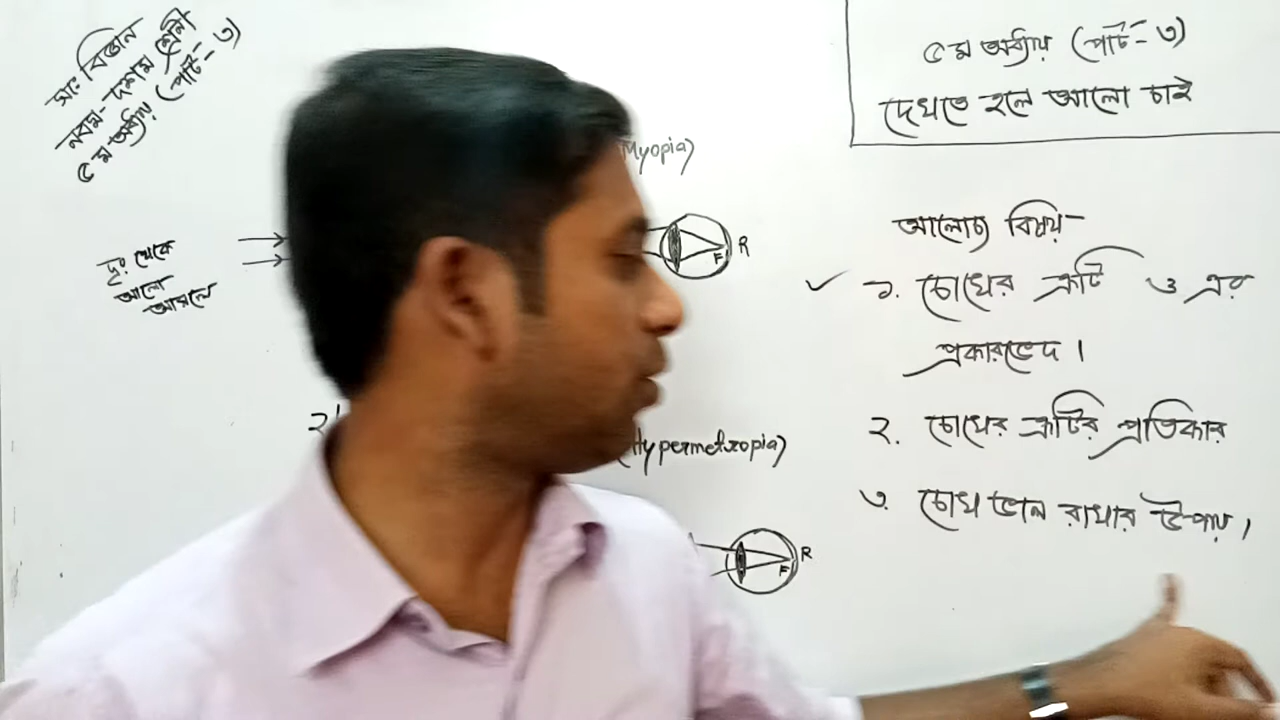 সাঃ বিজ্ঞান
নবম-দশম শ্রেনী
৫ম অধ্যায় (পার্ট-৩)
৫ম অধ্যায় (পার্ট-৩)
দেখতে হলে আলো চাই
Myopia)
দূর থেকে
আলো
আসলে
F
R
আলোচ্য বিষয়-
১. চোখের ত্রুটি ও এর
প্রকারভেদ।
২. চোখের ত্রুটির প্রতিকার
৩. চোখ ভাল রাখার উপায়।
২।
(Hypermetropia)
F
R